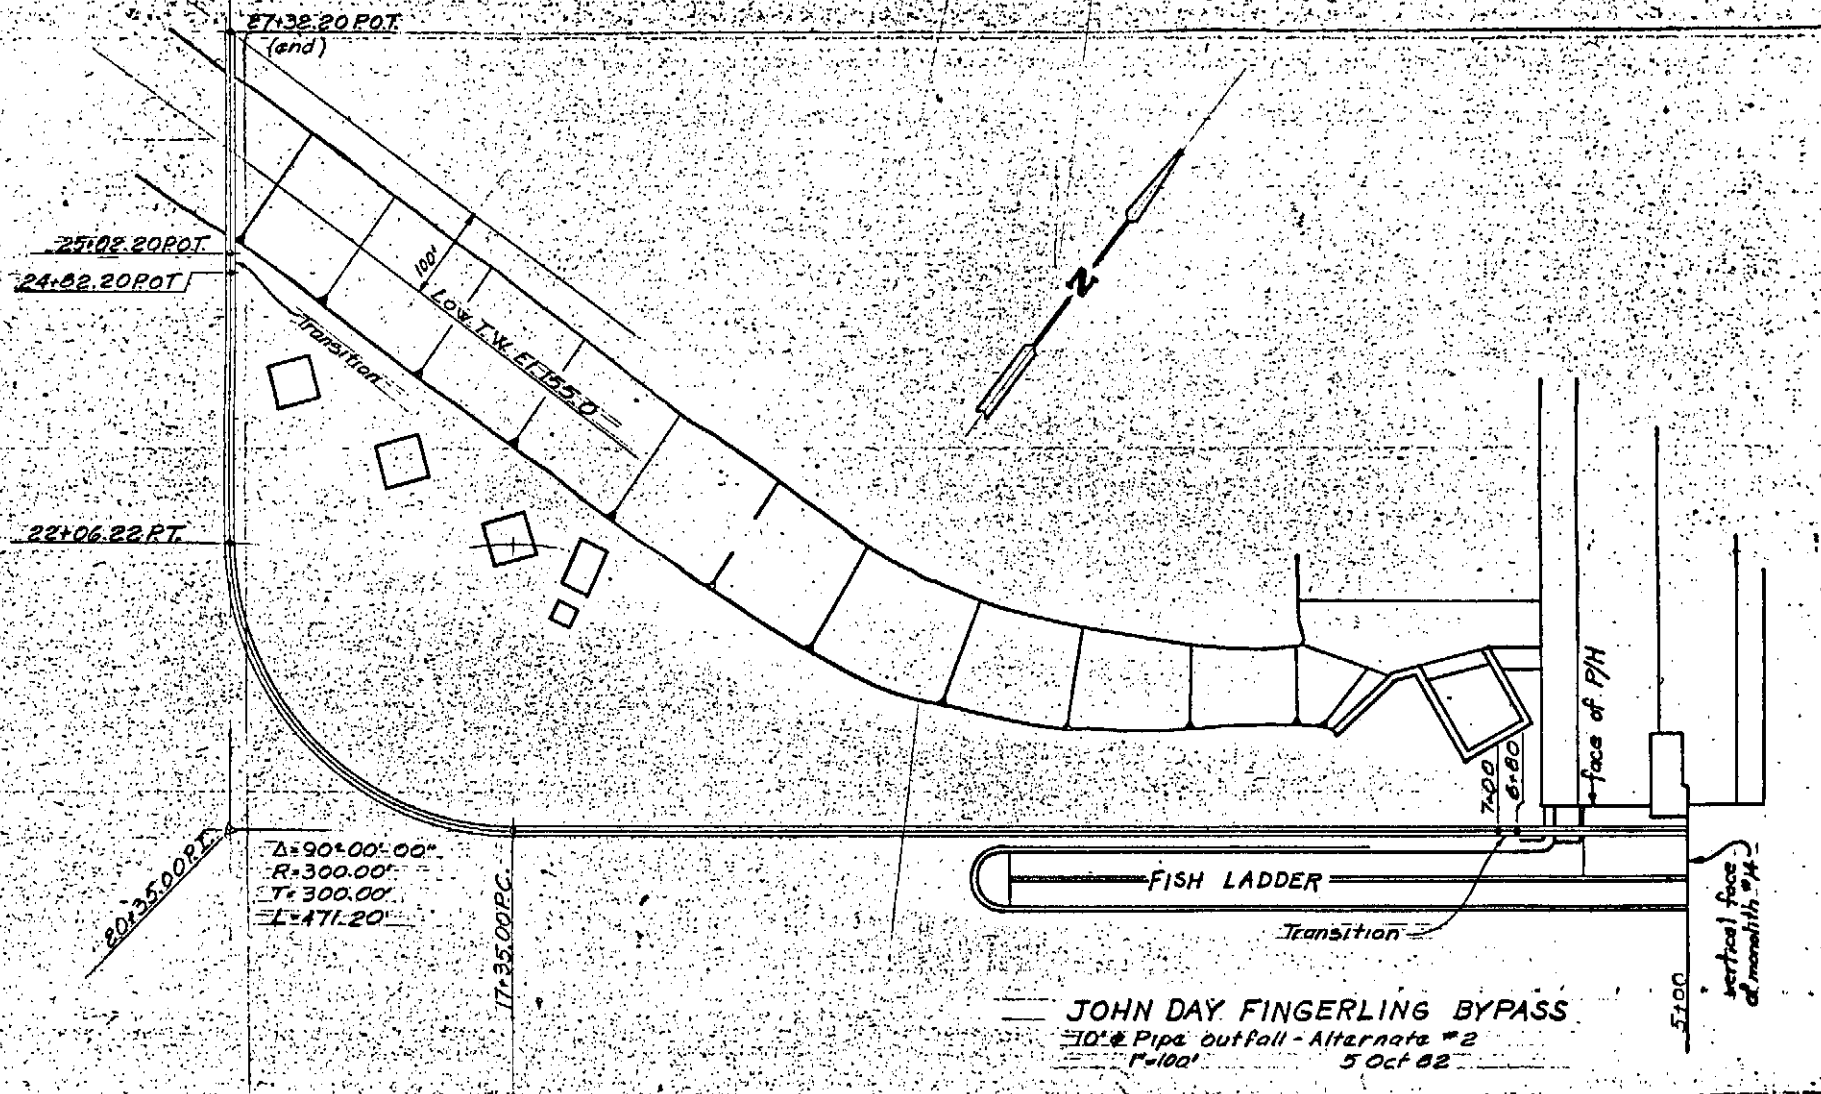 27+32.20 P.O.T.
(end)
25+02.20 P.O.T.
24+82.20 P.O.T
Transition
100'
Low T.W. El. 155.0
N
22+06.22 P.T.
20+35.00 P.I.
Δ=90°00'-00"
R=300.00'
T=300.00'
L=471.20'
17+35.00 P.C.
7+00
6+80
face of P/H
FISH LADDER
Transition
vertical face
of monolith #14
5+00
JOHN DAY FINGERLING BYPASS
10'ø Pipe outfall - Alternate #2
1"=100' 5 Oct 82